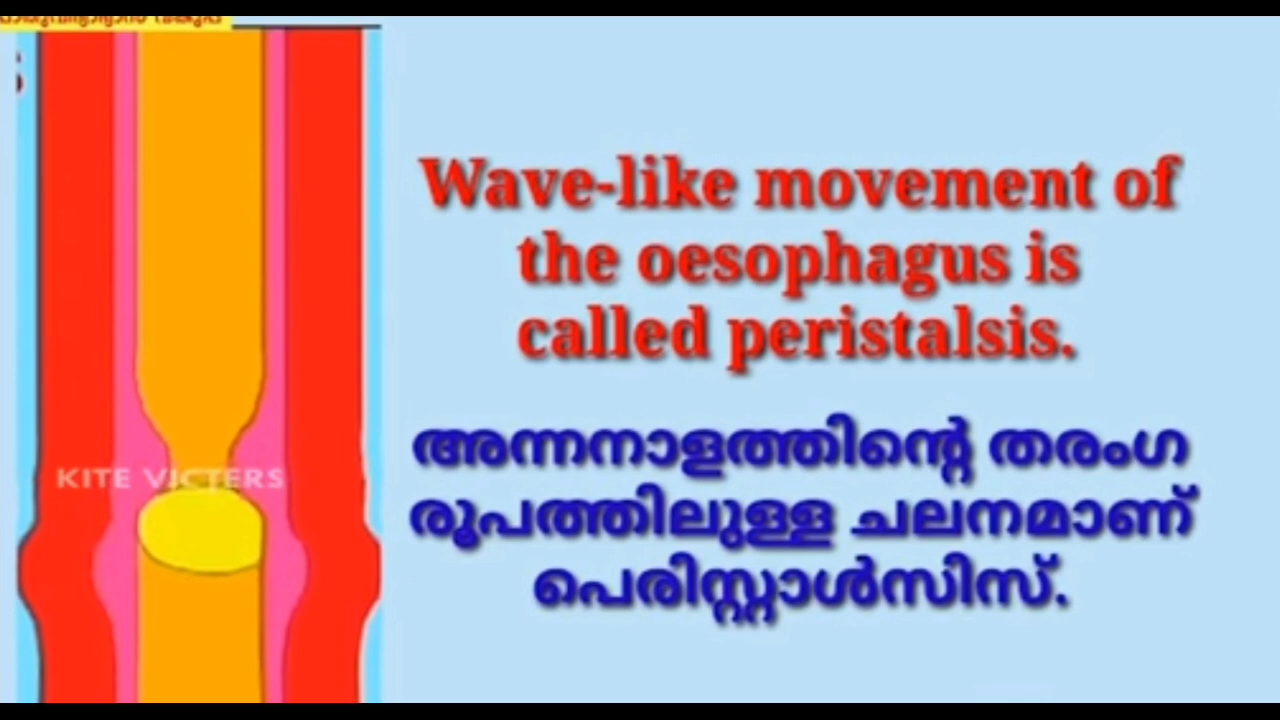 KITE VICTERS
Wave-like movement of
the oesophagus is
called peristalsis.
അന്നനാളത്തിന്റെ തരംഗ
രൂപത്തിലുള്ള ചലനമാണ്
പെരിസ്റ്റാൾസിസ്.